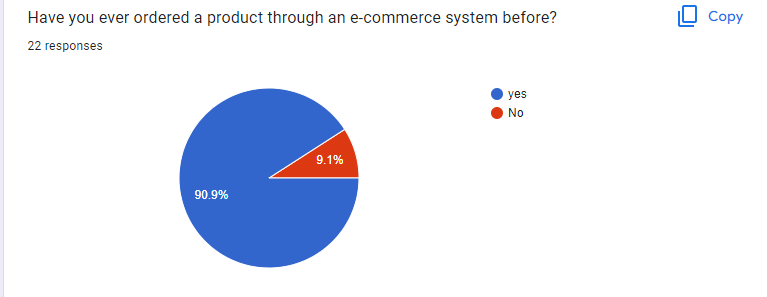 Have you ever ordered a product through an e-commerce system before?
Copy
22 responses
yes
No
9.1%
90.9%